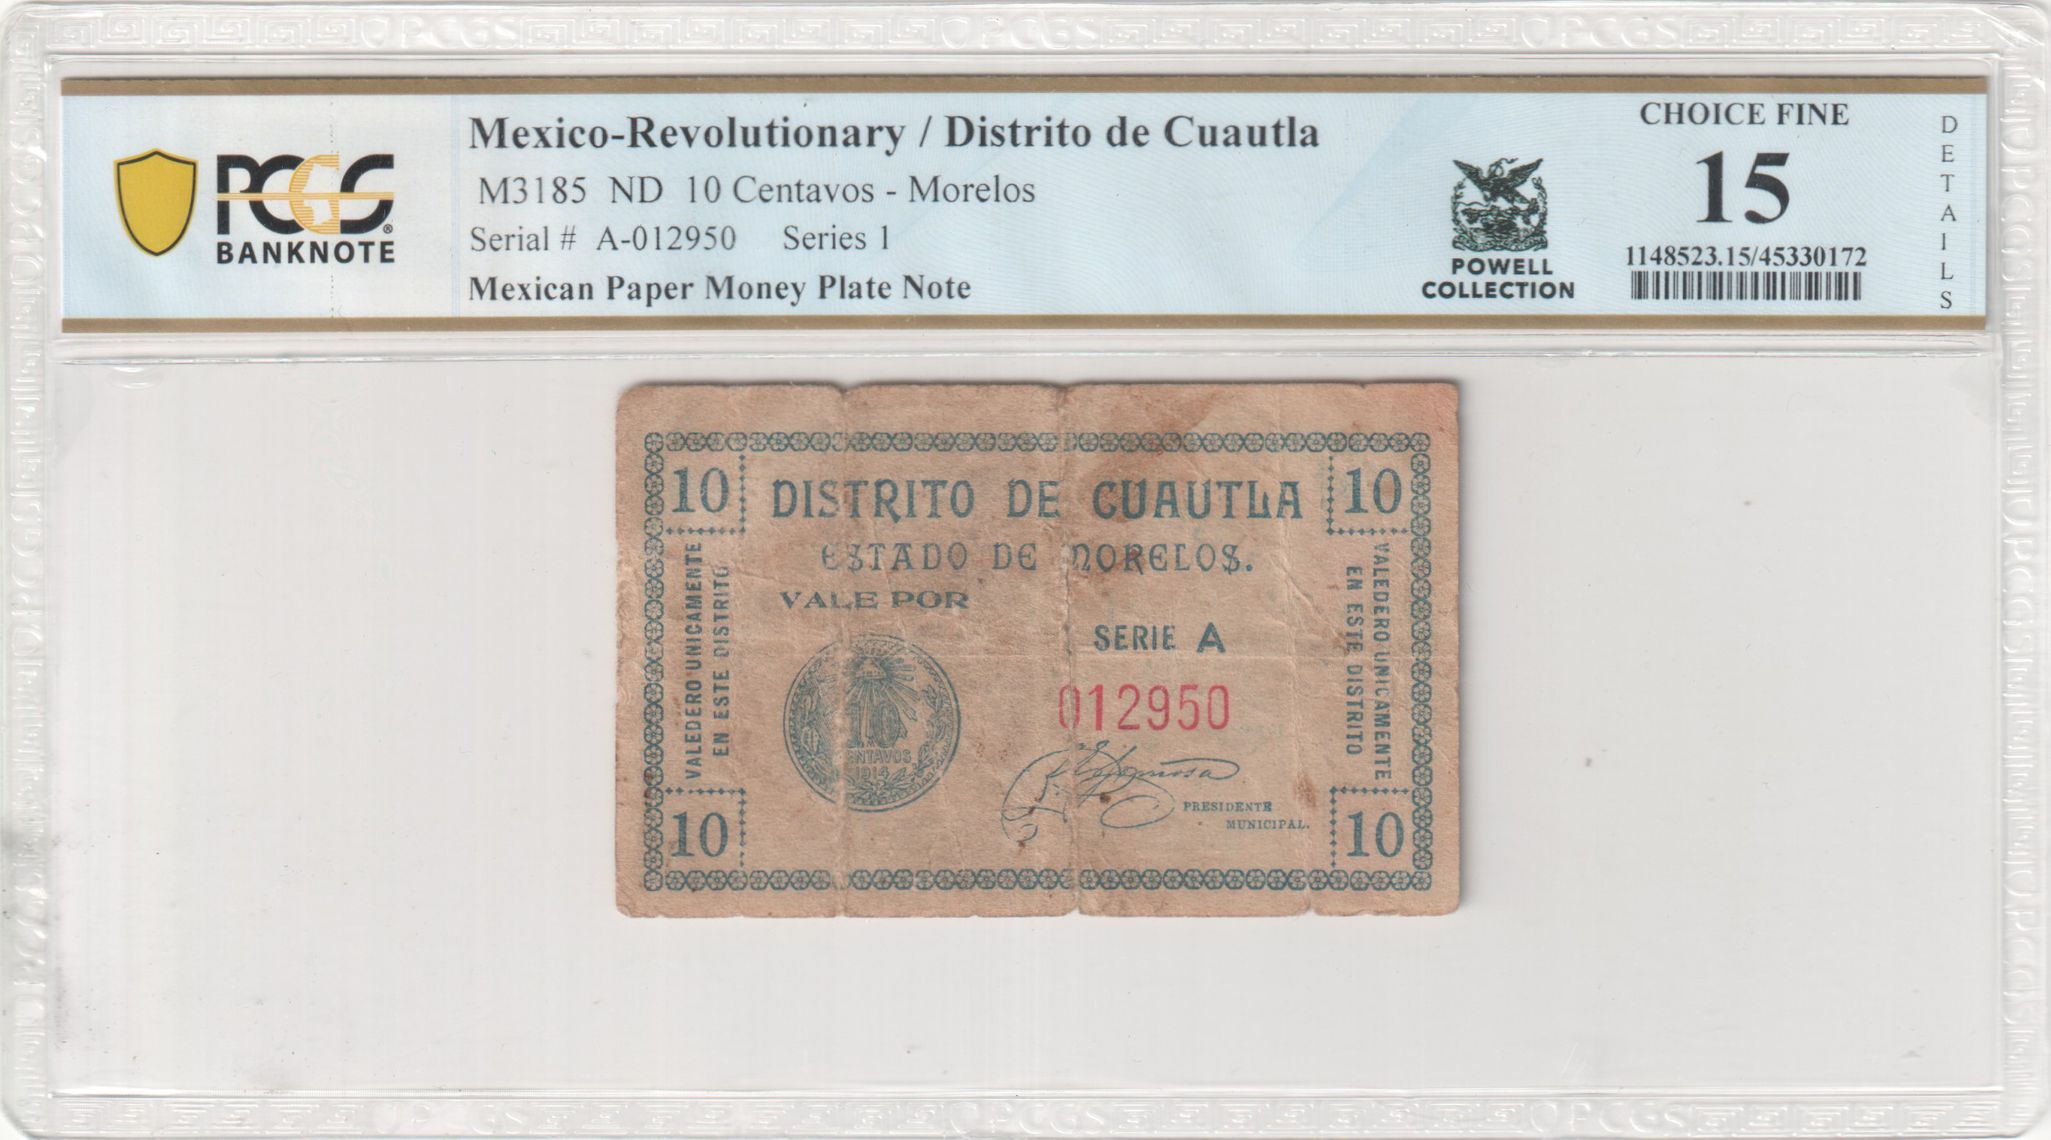 PCGS
BANKNOTE
Mexico-Revolutionary / Distrito de Cuautla
M3185 ND 10 Centavos - Morelos
Serial # A-012950 Series 1
Mexican Paper Money Plate Note
POWELL
COLLECTION
CHOICE FINE
15
1148523.15/45330172
DETAILS
10
DISTRITO DE CUAUTLA
10
ESTADO DE MORELOS.
VALE POR
SERIE A
012950
VALEDERO UNICAMENTE
EN ESTE DISTRITO
VALEDERO UNICAMENTE
EN ESTE DISTRITO
10
CENTAVOS
1914
PRESIDENTE
MUNICIPAL.
10
10